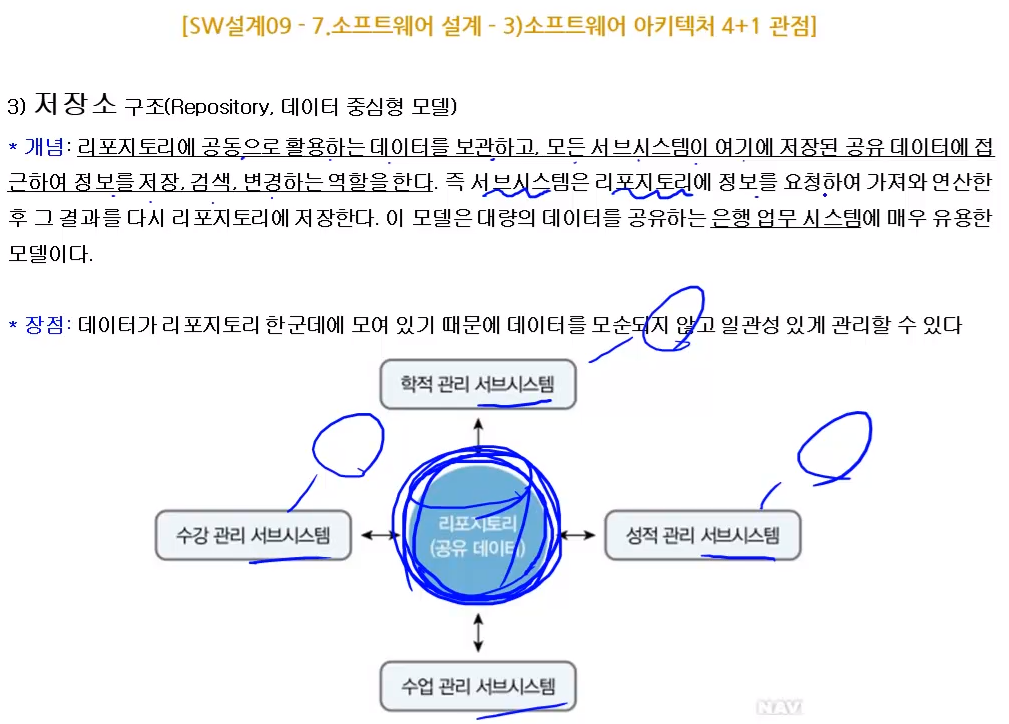 [SW설계09 - 7.소프트웨어 설계 - 3)소프트웨어 아키텍처 4+1 관점]
3) 저장소 구조(Repository, 데이터 중심형 모델)
* 개념: 리포지토리에 공동으로 활용하는 데이터를 보관하고, 모든 서브시스템이 여기에 저장된 공유 데이터에 접
근하여 정보를 저장, 검색, 변경하는 역할을 한다. 즉 서브시스템은 리포지토리에 정보를 요청하여 가져와 연산한
후 그 결과를 다시 리포지토리에 저장한다. 이 모델은 대량의 데이터를 공유하는 은행 업무 시스템에 매우 유용한
모델이다.
* 장점: 데이터가 리포지토리 한군데에 모여 있기 때문에 데이터를 모순되지 않고 일관성 있게 관리할 수 있다
학적 관리 서브시스템
수강 관리 서브시스템
리포지토리
(공유 데이터)
성적 관리 서브시스템
수업 관리 서브시스템
NAV